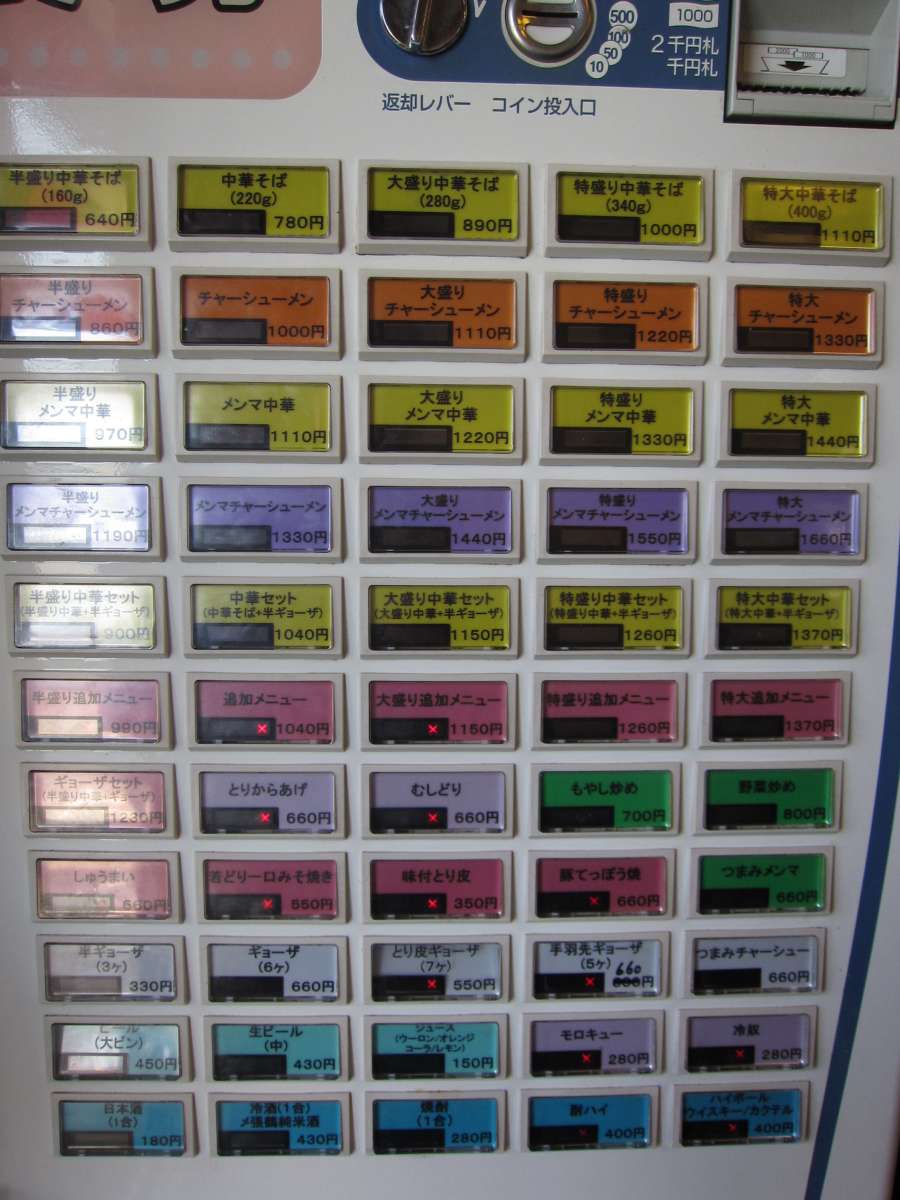 500
100
50
10
1000
2千円札
千円札
返却レバー コイン投入口
2000 1000
半盛り中華そば
(160g)
640円
中華そば
(220g)
780円
大盛り中華そば
(280g)
890円
特盛り中華そば
(340g)
1000円
特大中華そば
(400g)
1110円
半盛り
チャーシューメン
860円
チャーシューメン
1000円
大盛り
チャーシューメン
1110円
特盛り
チャーシューメン
1220円
特大
チャーシューメン
1330円
半盛り
メンマ中華
970円
メンマ中華
1110円
大盛り
メンマ中華
1220円
特盛り
メンマ中華
1330円
特大
メンマ中華
1440円
半盛り
メンマチャーシューメン
1190円
メンマチャーシューメン
1330円
大盛り
メンマチャーシューメン
1440円
特盛り
メンマチャーシューメン
1550円
特大
メンマチャーシューメン
1660円
半盛り中華セット
(半盛り中華+半ギョーザ)
900円
中華セット
(中華そば+半ギョーザ)
1040円
大盛り中華セット
(大盛り中華+半ギョーザ)
1150円
特盛り中華セット
(特盛り中華+半ギョーザ)
1260円
特大中華セット
(特大中華+半ギョーザ)
1370円
半盛り追加メニュー
990円
追加メニュー
×1040円
大盛り追加メニュー
×1150円
特盛り追加メニュー
1260円
特大追加メニュー
1370円
ギョーザセット
(半盛り中華+ギョーザ)
1230円
とりからあげ
× 660円
むしどり
× 660円
もやし炒め
700円
野菜炒め
800円
しゅうまい
660円
若どり一口みそ焼き
× 550円
味付とり皮
× 350円
豚てっぽう焼
× 660円
つまみメンマ
660円
半ギョーザ
(3ヶ)
330円
ギョーザ
(6ヶ)
660円
とり皮ギョーザ
(7ヶ)
× 550円
手羽先ギョーザ
(5ヶ) 660
× 円
つまみチャーシュー
660円
ビール
(大ビン)
450円
生ビール
(中)
430円
ジュース
(ウーロン/オレンジ
コーラ/レモン)
150円
モロキュー
× 280円
冷奴
× 280円
日本酒
(1合)
180円
冷酒(1合)
〆張鶴純米酒
430円
焼酎
(1合)
280円
酎ハイ
× 400円
ハイボール
ウイスキー/カクテル
× 400円